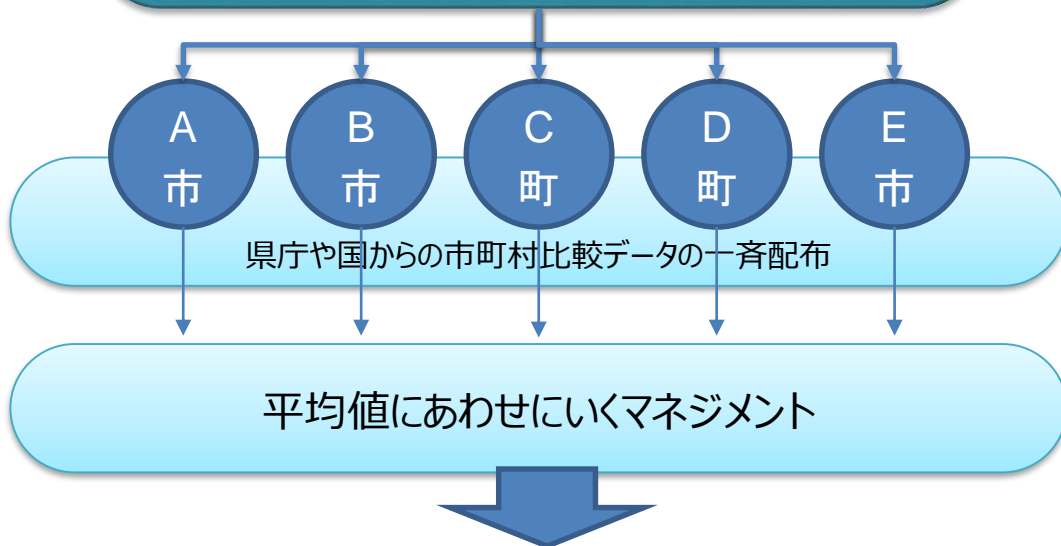 A
市
B
市
C
町
D
町
E
市
県庁や国からの市町村比較データの一斉配布
平均値にあわせにいくマネジメント